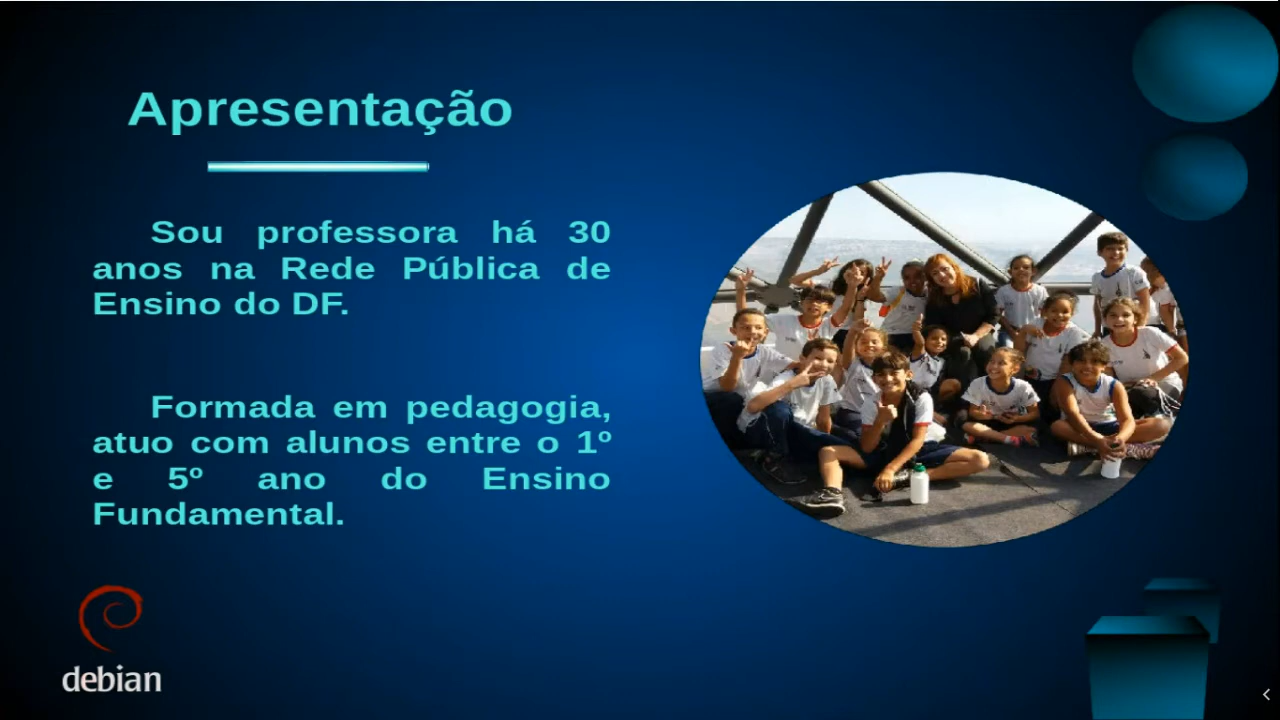 Apresentação
Sou professora há 30
anos na Rede Pública de
Ensino do DF.
Formada em pedagogia,
atuo com alunos entre o 1º
e 5º ano do Ensino
Fundamental.
debian